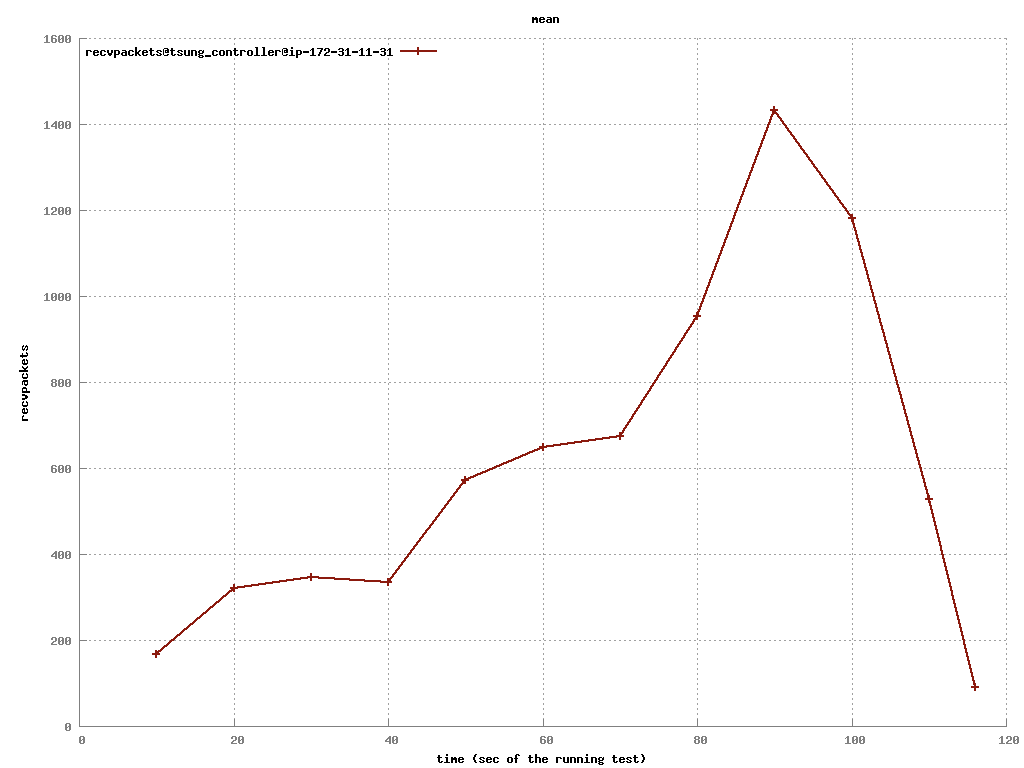 mean
1600
recvpackets@tsung_controller@ip-172-31-11-31
1400
1200
1000
800
600
400
200
0
recvpackets
0 20 40 60 80 100 120
time (sec of the running test)